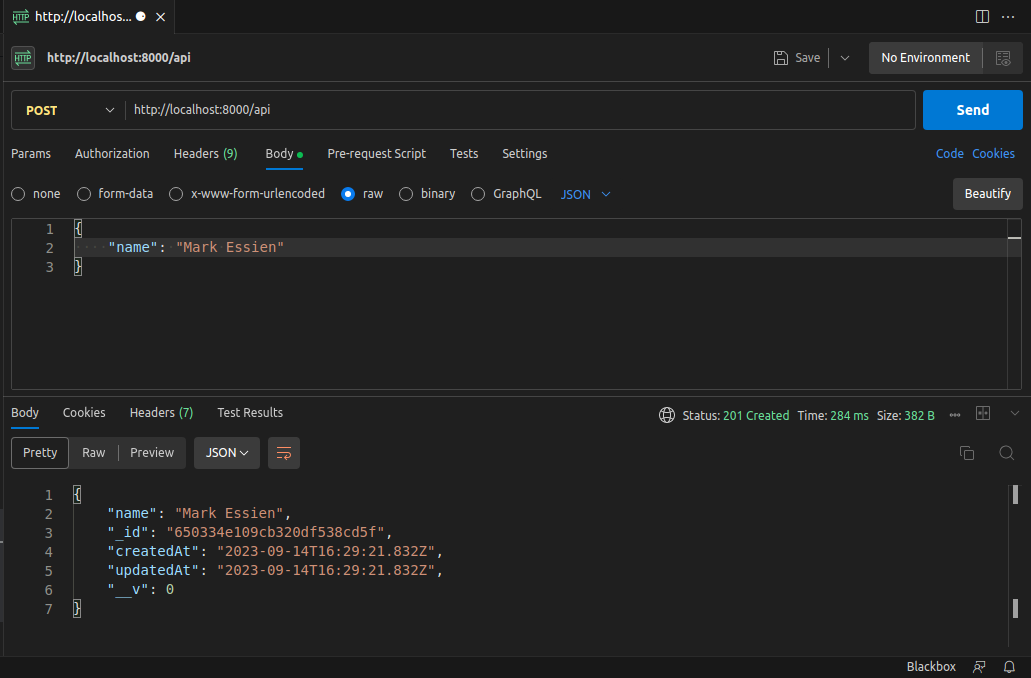 HTTP http://localhos...
HTTP http://localhost:8000/api Save No Environment
POST http://localhost:8000/api Send
Params Authorization Headers (9) Body Pre-request Script Tests Settings Code Cookies
none form-data x-www-form-urlencoded raw binary GraphQL JSON Beautify
1 {
2 "name": "Mark Essien"
3 }
Body Cookies Headers (7) Test Results Status: 201 Created Time: 284 ms Size: 382 B
Pretty Raw Preview JSON
1 {
2 "name": "Mark Essien",
3 "_id": "650334e109cb320df538cd5f",
4 "createdAt": "2023-09-14T16:29:21.832Z",
5 "updatedAt": "2023-09-14T16:29:21.832Z",
6 "__v": 0
7 }
Blackbox